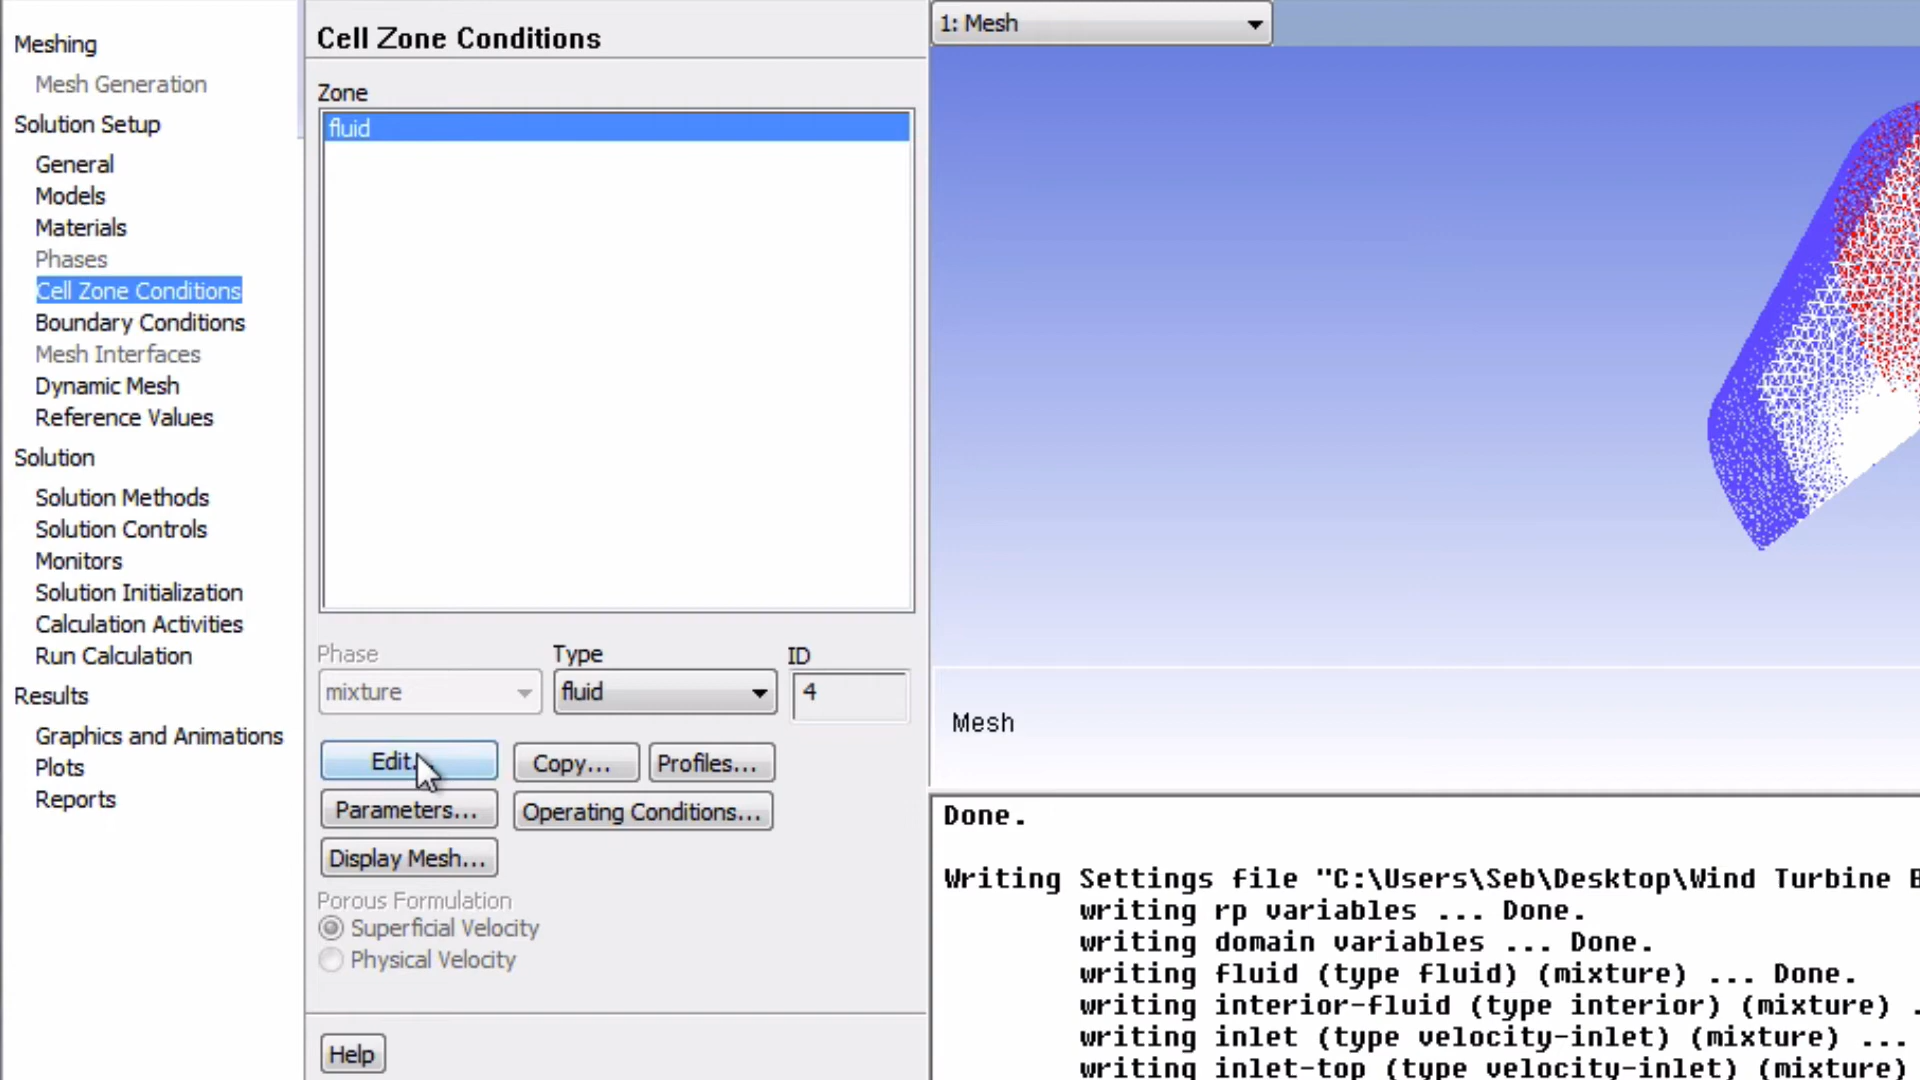 Meshing
Mesh Generation
Solution Setup
General
Models
Materials
Phases
Cell Zone Conditions
Boundary Conditions
Mesh Interfaces
Dynamic Mesh
Reference Values
Solution
Solution Methods
Solution Controls
Monitors
Solution Initialization
Calculation Activities
Run Calculation
Results
Graphics and Animations
Plots
Reports
Cell Zone Conditions
Zone
fluid
Phase Type ID
mixture fluid 4
Edit... Copy... Profiles...
Parameters... Operating Conditions...
Display Mesh...
Porous Formulation
Superficial Velocity
Physical Velocity
Help
1: Mesh
Mesh
Done.
Writing Settings file "C:\Users\Seb\Desktop\Wind Turbine
writing rp variables ... Done.
writing domain variables ... Done.
writing fluid (type fluid) (mixture) ... Done.
writing interior-fluid (type interior) (mixture) .
writing inlet (type velocity-inlet) (mixture) ...
writing inlet-top (type velocity-inlet) (mixture)